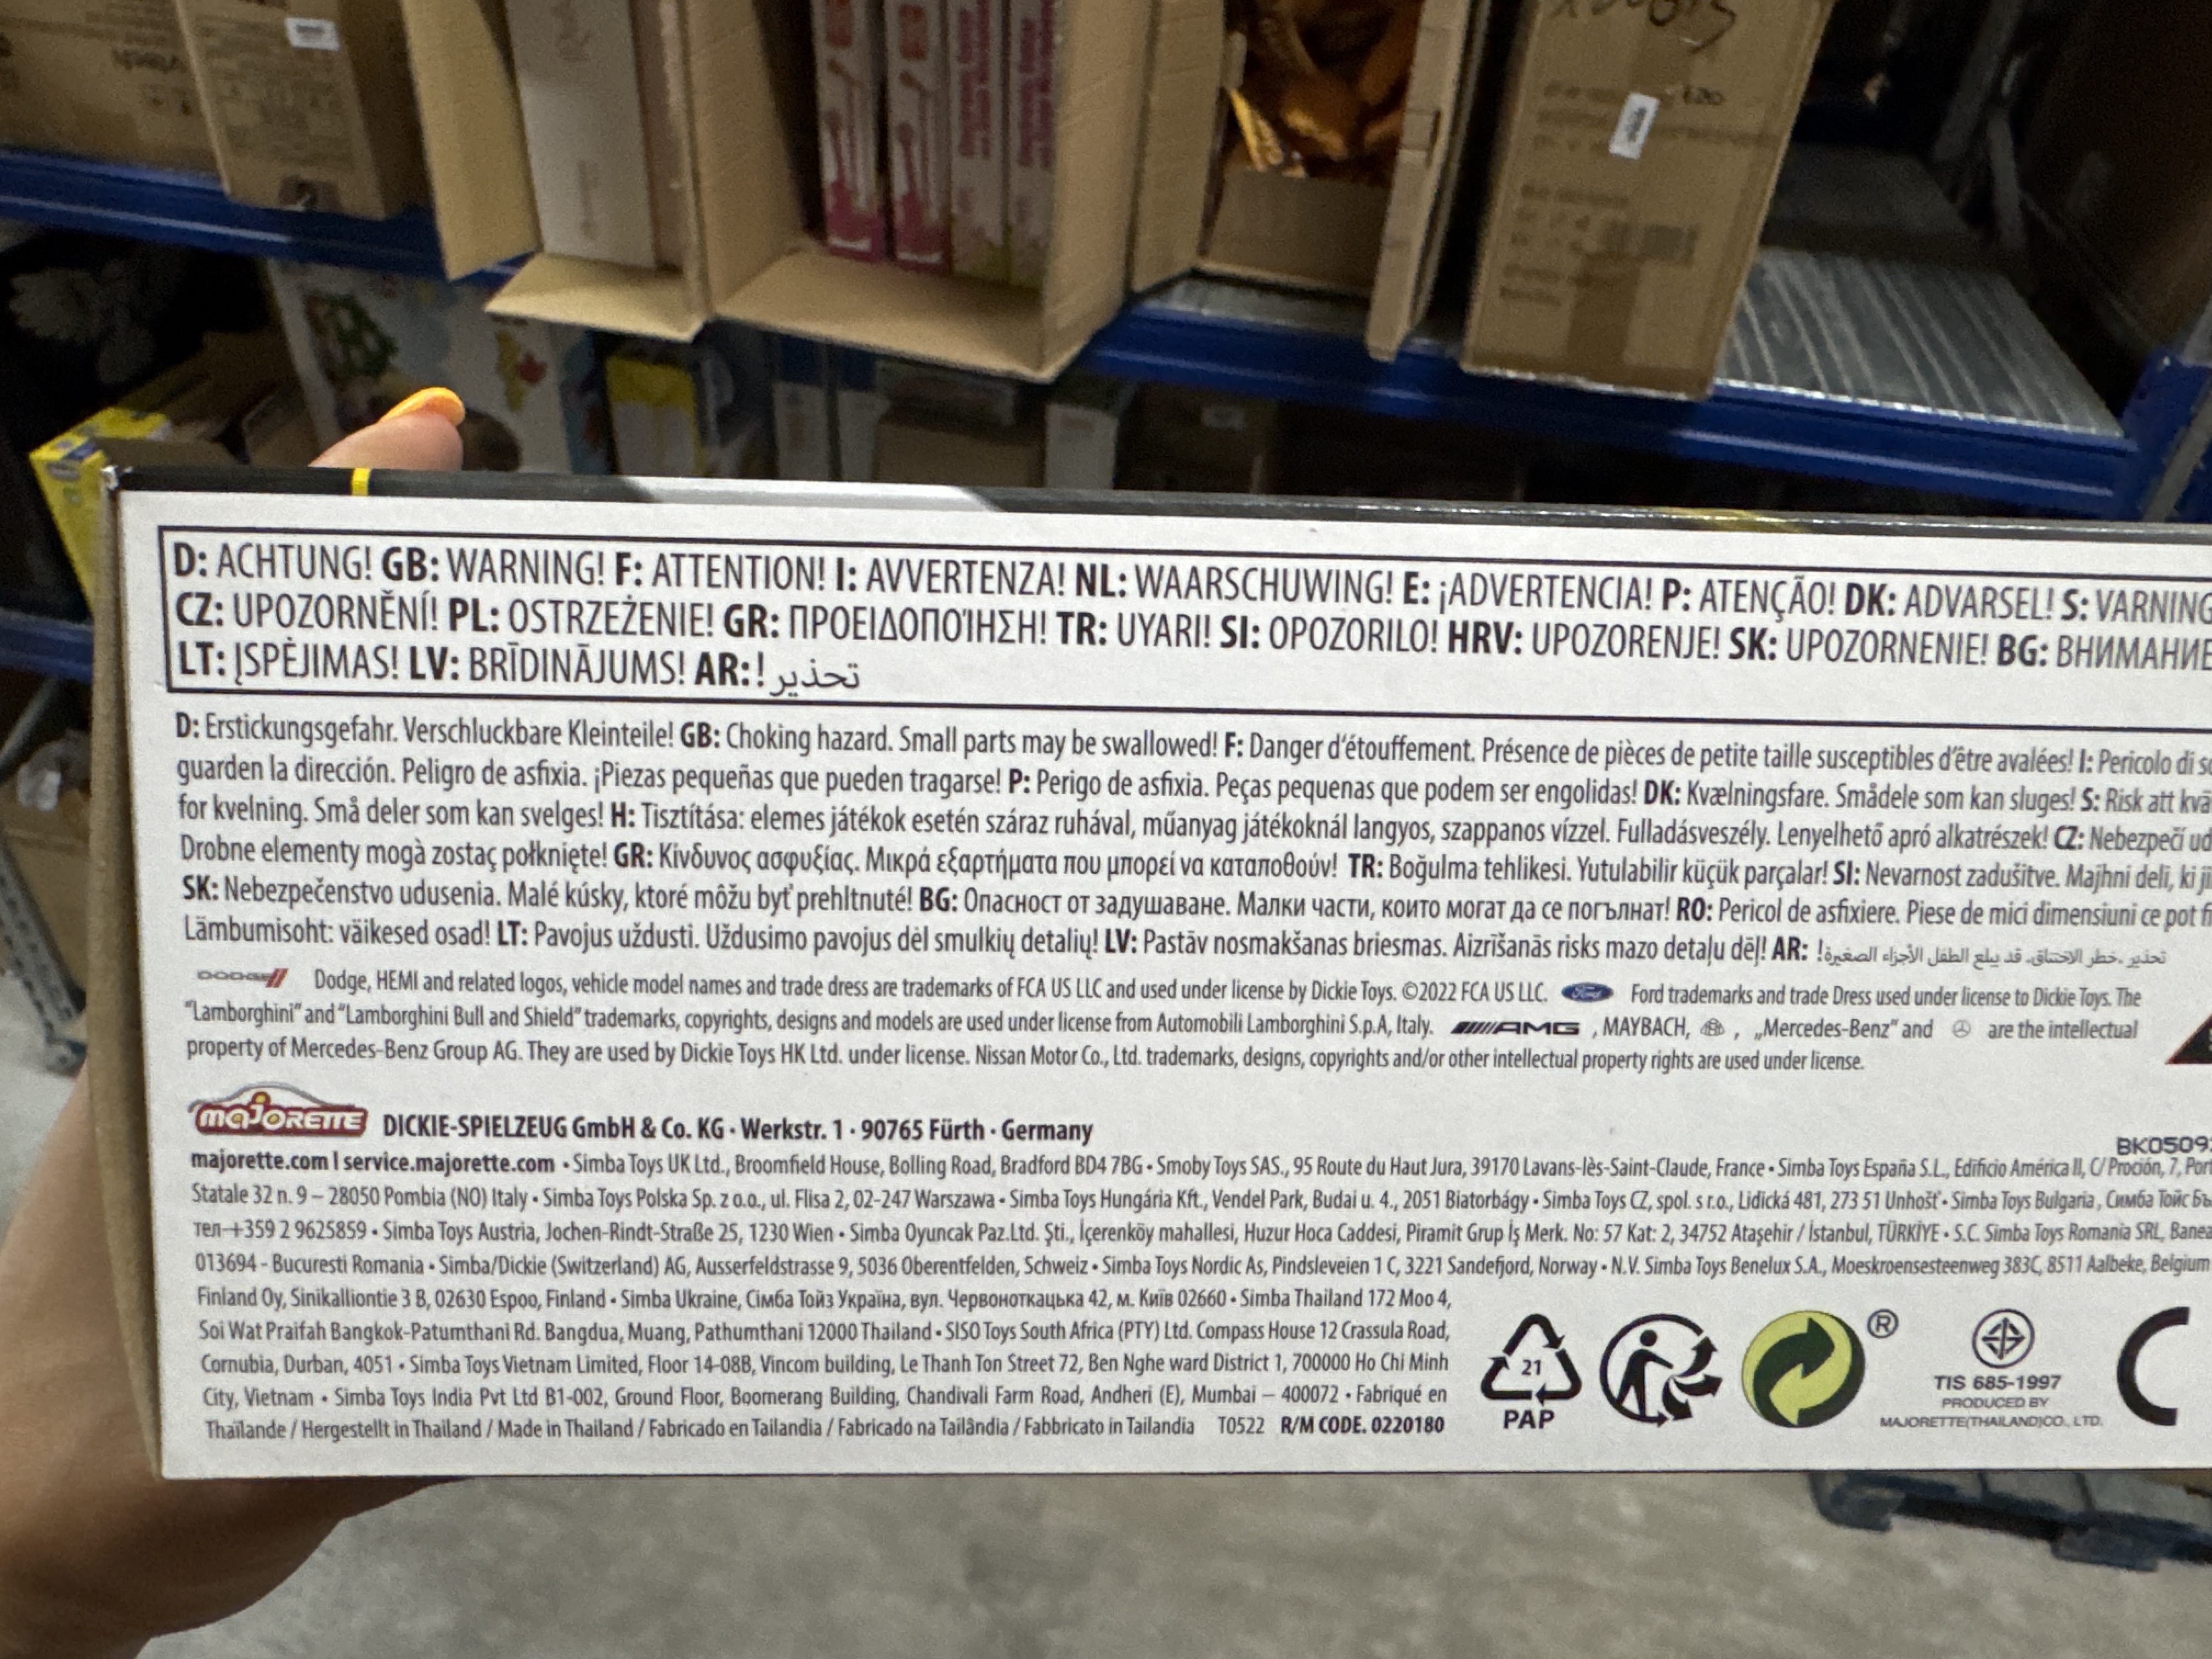 D: ACHTUNG! GB: WARNING! F: ATTENTION! I: AVVERTENZA! NL: WAARSCHUWING! E: ¡ADVERTENCIA! P: ATENÇÃO! DK: ADVARSEL! S: VARNING
CZ: UPOZORNĚNÍ! PL: OSTRZEŻENIE! GR: ΠΡΟΕΙΔΟΠΟΊΗΣΗ! TR: UYARI! SI: OPOZORILO! HRV: UPOZORENJE! SK: UPOZORNENIE! BG: ВНИМАНИЕ
LT: ĮSPĖJIMAS! LV: BRĪDINĀJUMS! AR: تحذير!
D: Erstickungsgefahr. Verschluckbare Kleinteile! GB: Choking hazard. Small parts may be swallowed! F: Danger d'étouffement. Présence de pièces de petite taille susceptibles d'être avalées! I: Pericolo di so
guarden la dirección. Peligro de asfixia. ¡Piezas pequeñas que pueden tragarse! P: Perigo de asfixia. Peças pequenas que podem ser engolidas! DK: Kvælningsfare. Smådele som kan sluges! S: Risk att kvä
for kvelning. Små deler som kan svelges! H: Tisztítása: elemes játékok esetén száraz ruhával, műanyag játékoknál langyos, szappanos vízzel. Fulladásveszély. Lenyelhető apró alkatrészek! CZ: Nebezpečí ud
Drobne elementy mogà zostaç połknięte! GR: Κίνδυνος ασφυξίας. Μικρά εξαρτήματα που μπορεί να καταποθούν! TR: Boğulma tehlikesi. Yutulabilir küçük parçalar! SI: Nevarnost zadušitve. Majhni deli, ki ji
SK: Nebezpečenstvo udusenia. Malé kúsky, ktoré môžu byť prehltnuté! BG: Опасност от задушаване. Малки части, които могат да се погълнат! RO: Pericol de asfixiere. Piese de mici dimensiuni ce pot fi
Lämbumisoht: väikesed osad! LT: Pavojus uždusti. Uždusimo pavojus dėl smulkių detalių! LV: Pastāv nosmakšanas briesmas. Aizrīšanās risks mazo detaļu dēļ! AR: تحذير .خطر الاختناق. قد يبلع الطفل الأجزاء الصغيرة!
DODGE Dodge, HEMI and related logos, vehicle model names and trade dress are trademarks of FCA US LLC and used under license by Dickie Toys. ©2022 FCA US LLC. Ford Ford trademarks and trade Dress used under license to Dickie Toys. The
"Lamborghini" and "Lamborghini Bull and Shield" trademarks, copyrights, designs and models are used under license from Automobili Lamborghini S.p.A, Italy. AMG , MAYBACH, , „Mercedes-Benz" and are the intellectual
property of Mercedes-Benz Group AG. They are used by Dickie Toys HK Ltd. under license. Nissan Motor Co., Ltd. trademarks, designs, copyrights and/or other intellectual property rights are used under license.
majorette DICKIE-SPIELZEUG GmbH & Co. KG · Werkstr. 1 · 90765 Fürth · Germany
BK0509
majorette.com | service.majorette.com • Simba Toys UK Ltd., Broomfield House, Bolling Road, Bradford BD4 7BG • Smoby Toys SAS., 95 Route du Haut Jura, 39170 Lavans-lès-Saint-Claude, France • Simba Toys España S.L., Edificio América II, C/ Proción, 7, Por
Statale 32 n. 9 – 28050 Pombia (NO) Italy • Simba Toys Polska Sp. z o.o., ul. Flisa 2, 02-247 Warszawa • Simba Toys Hungária Kft., Vendel Park, Budai u. 4., 2051 Biatorbágy • Simba Toys CZ, spol. s r.o., Lidická 481, 273 51 Unhošť • Simba Toys Bulgaria, Симба Тойс Бъ
тел-+359 2 9625859 • Simba Toys Austria, Jochen-Rindt-Straße 25, 1230 Wien • Simba Oyuncak Paz.Ltd. Şti., İçerenköy mahallesi, Huzur Hoca Caddesi, Piramit Grup İş Merk. No: 57 Kat: 2, 34752 Ataşehir / İstanbul, TÜRKİYE • S.C. Simba Toys Romania SRL, Banea
013694 - Bucuresti Romania • Simba/Dickie (Switzerland) AG, Ausserfeldstrasse 9, 5036 Oberentfelden, Schweiz • Simba Toys Nordic As, Pindsleveien 1 C, 3221 Sandefjord, Norway • N.V. Simba Toys Benelux S.A., Moeskroensesteenweg 383C, 8511 Aalbeke, Belgium
Finland Oy, Sinikalliontie 3 B, 02630 Espoo, Finland • Simba Ukraine, Сімба Тойз Україна, вул. Червоноткацька 42, м. Київ 02660 • Simba Thailand 172 Moo 4,
Soi Wat Praifah Bangkok-Patumthani Rd. Bangdua, Muang, Pathumthani 12000 Thailand • SISO Toys South Africa (PTY) Ltd. Compass House 12 Crassula Road,
Cornubia, Durban, 4051 • Simba Toys Vietnam Limited, Floor 14-08B, Vincom building, Le Thanh Ton Street 72, Ben Nghe ward District 1, 700000 Ho Chi Minh
City, Vietnam • Simba Toys India Pvt Ltd B1-002, Ground Floor, Boomerang Building, Chandivali Farm Road, Andheri (E), Mumbai – 400072 • Fabriqué en
Thaïlande / Hergestellt in Thailand / Made in Thailand / Fabricado en Tailandia / Fabricado na Tailândia / Fabbricato in Tailandia T0522 R/M CODE. 0220180
21
PAP
®
TIS 685-1997
PRODUCED BY
MAJORETTE(THAILAND)CO., LTD.